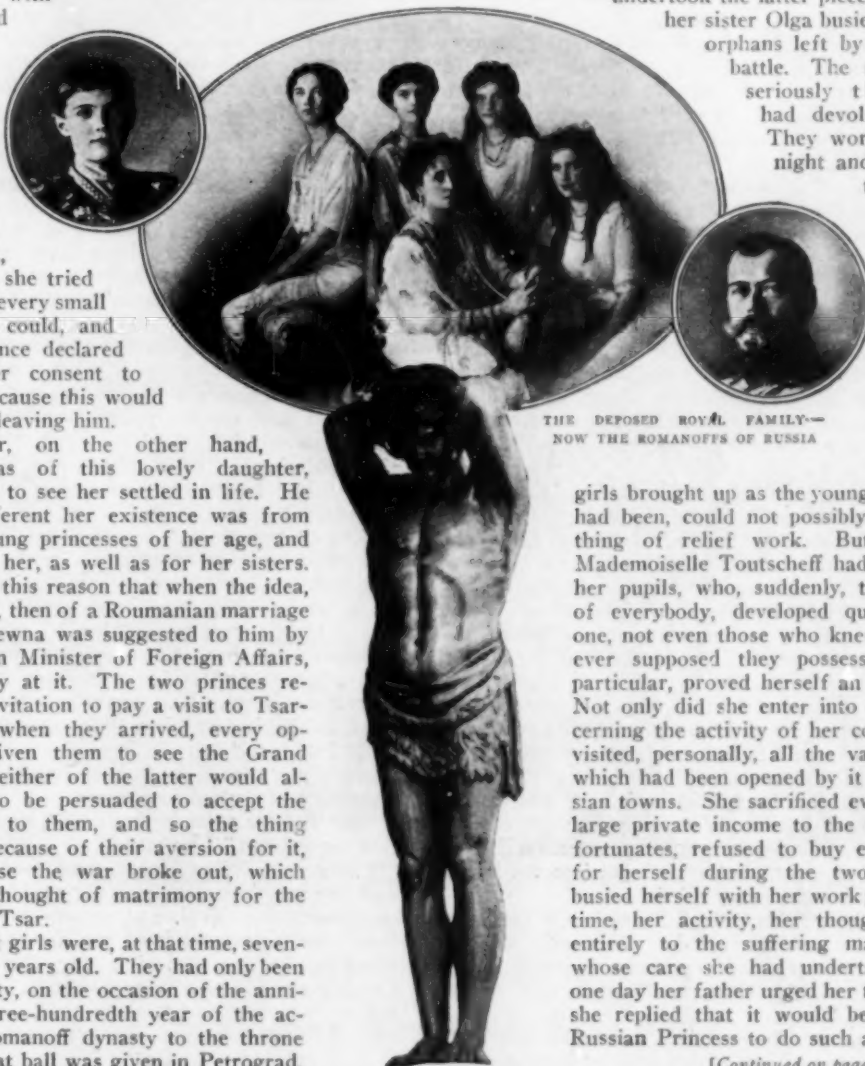 with
d
,
she tried
every small
could, and
nce declared
r consent to
cause this would
leaving him.
r, on the other hand,
as of this lovely daughter,
to see her settled in life. He
ferent her existence was from
ung princesses of her age, and
her, as well as for her sisters.
this reason that when the idea,
, then of a Roumanian marriage
ewna was suggested to him by
n Minister of Foreign Affairs,
y at it. The two princes re-
vitation to pay a visit to Tsar-
when they arrived, every op-
iven them to see the Grand
either of the latter would al-
o be persuaded to accept the
to them, and so the thing
ecause of their aversion for it,
se the war broke out, which
hought of matrimony for the
Tsar.
girls were, at that time, seven-
years old. They had only been
ty, on the occasion of the anni-
ree-hundredth year of the ac-
omanoff dynasty to the throne
at ball was given in Petrograd,
THE DEPOSED ROYAL FAMILY—
NOW THE ROMANOFFS OF RUSSIA
the latter piece
her sister Olga busie
orphans left by
battle. The
seriously t
had devol
They wor
night and
girls brought up as the young
had been, could not possibly
thing of relief work. But
Mademoiselle Toutscheff had
her pupils, who, suddenly, t
of everybody, developed qu
one, not even those who knew
ever supposed they possess
particular, proved herself an
Not only did she enter into
cerning the activity of her co
visited, personally, all the va
which had been opened by it
sian towns. She sacrificed ev
large private income to the
fortunates, refused to buy e
for herself during the two
busied herself with her work
time, her activity, her thoug
entirely to the suffering ma
whose care she had undert
one day her father urged her t
she replied that it would be
Russian Princess to do such a
[Continued on page